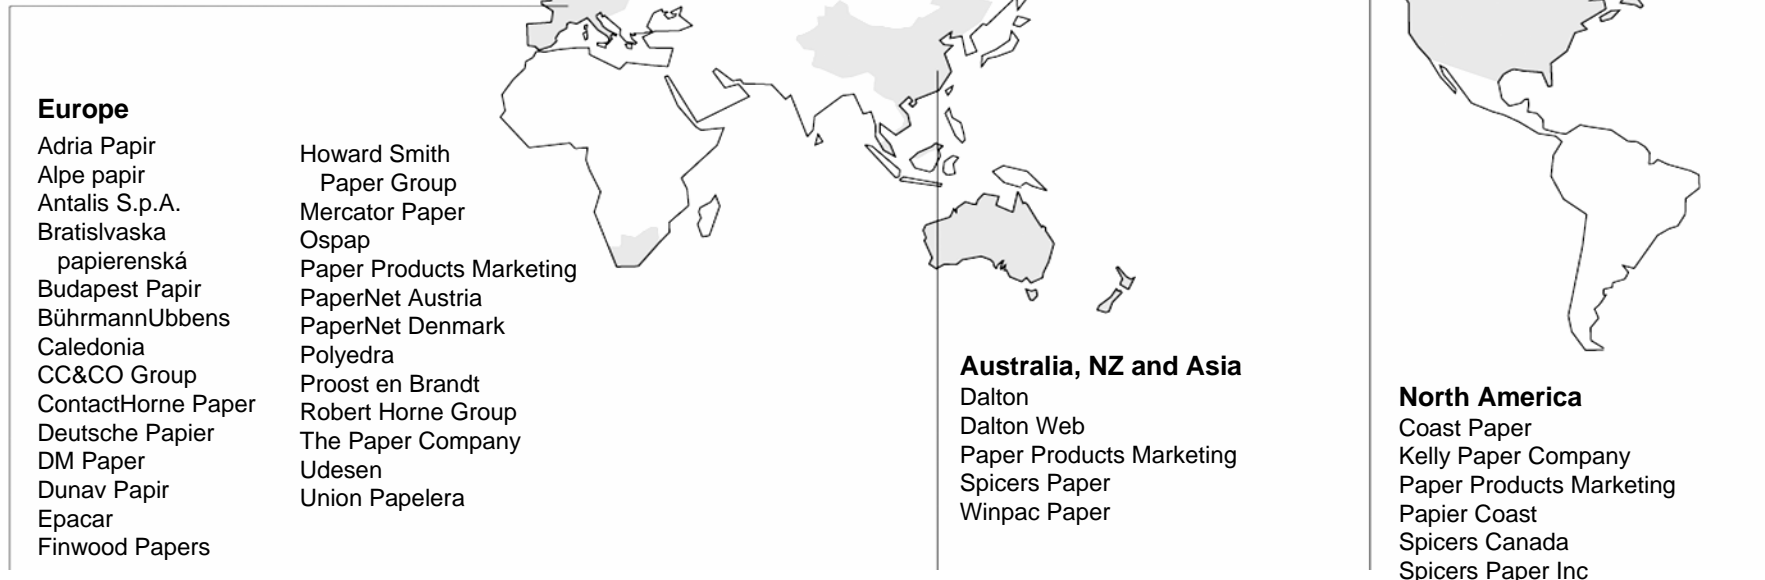 Europe
Adria Papir
Alpe papir
Antalis S.p.A.
Bratislvaska
papierenská
Budapest Papir
BührmannUbbens
Caledonia
CC&CO Group
ContactHorne Paper
Deutsche Papier
DM Paper
Dunav Papir
Epacar
Finwood Papers
Howard Smith
Paper Group
Mercator Paper
Ospap
Paper Products Marketing
PaperNet Austria
PaperNet Denmark
Polyedra
Proost en Brandt
Robert Horne Group
The Paper Company
Udesen
Union Papelera
Australia, NZ and Asia
Dalton
Dalton Web
Paper Products Marketing
Spicers Paper
Winpac Paper
North America
Coast Paper
Kelly Paper Company
Paper Products Marketing
Papier Coast
Spicers Canada
Spicers Paper Inc